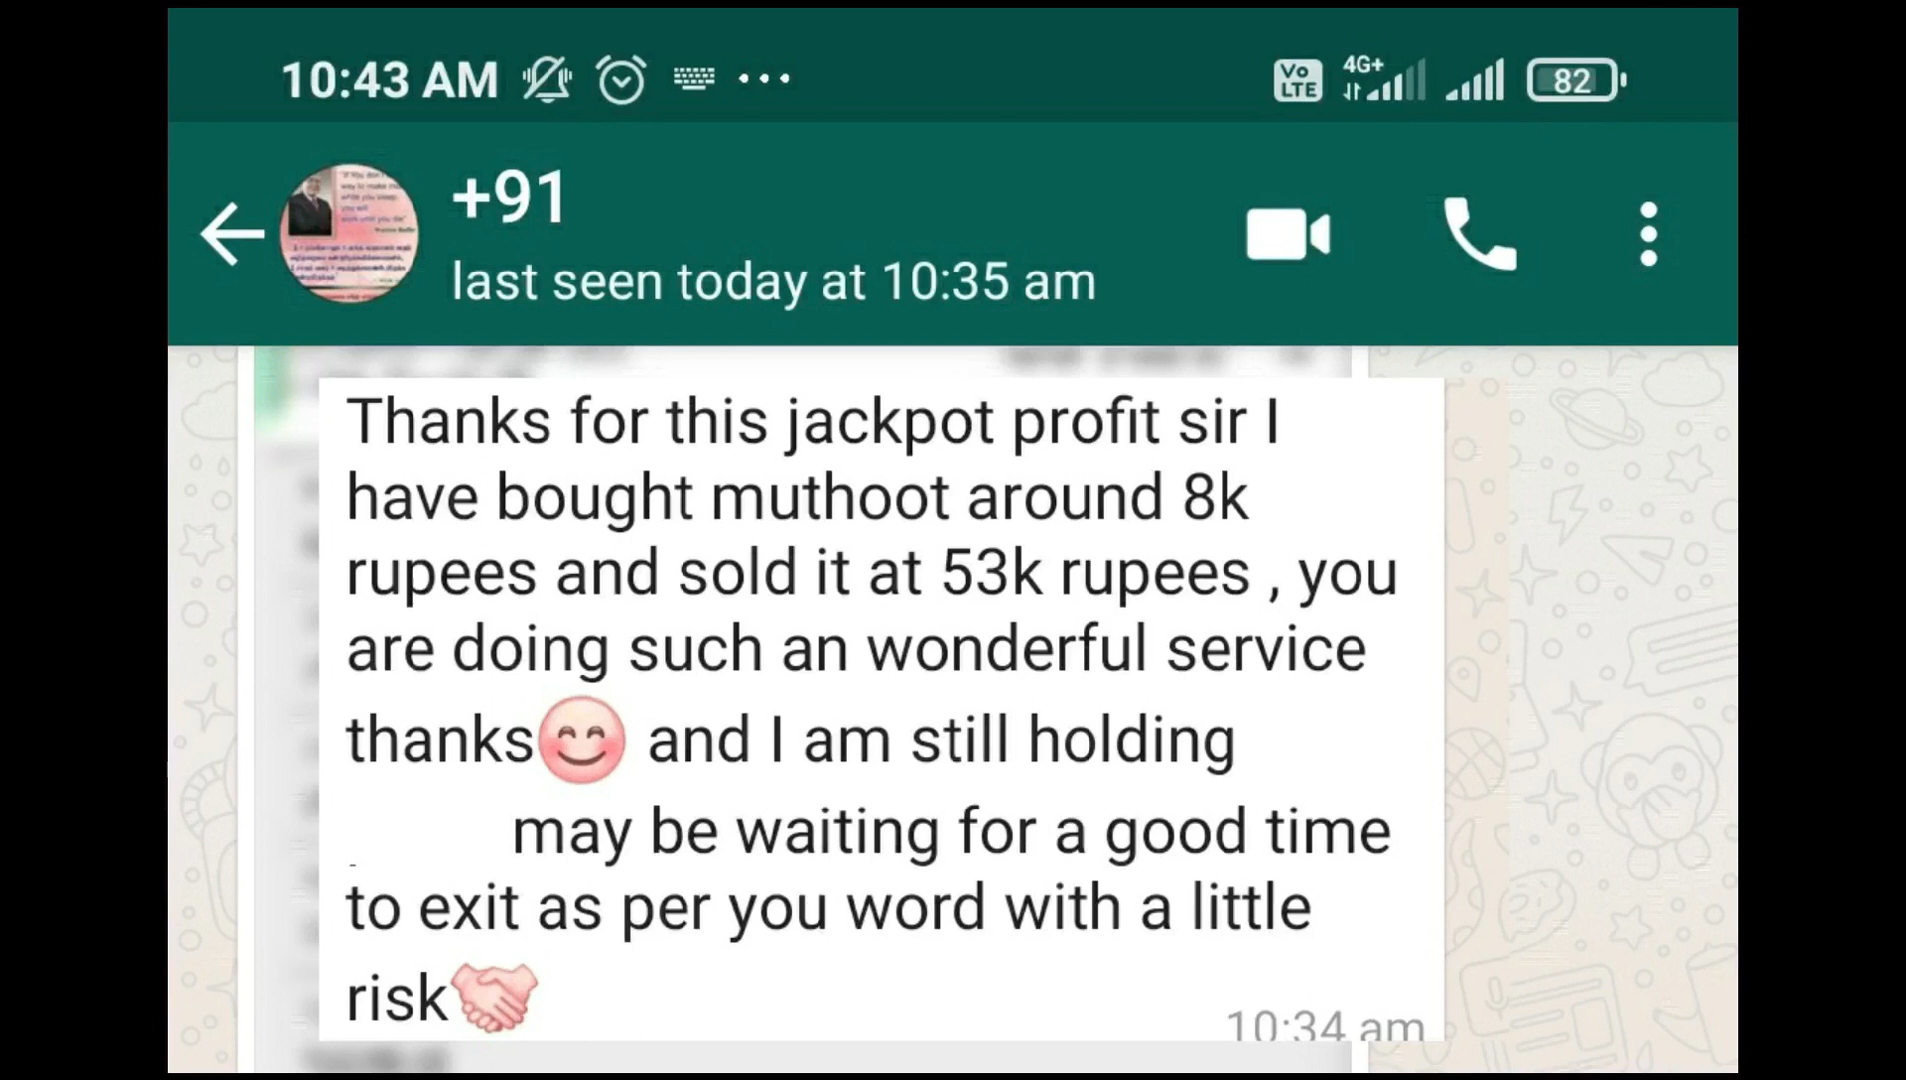 10:43 AM
Vo LTE 4G+ 82
+91
last seen today at 10:35 am
Thanks for this jackpot profit sir I
have bought muthoot around 8k
rupees and sold it at 53k rupees , you
are doing such an wonderful service
thanks😊 and I am still holding
may be waiting for a good time
to exit as per you word with a little
risk🤝
10:34 am